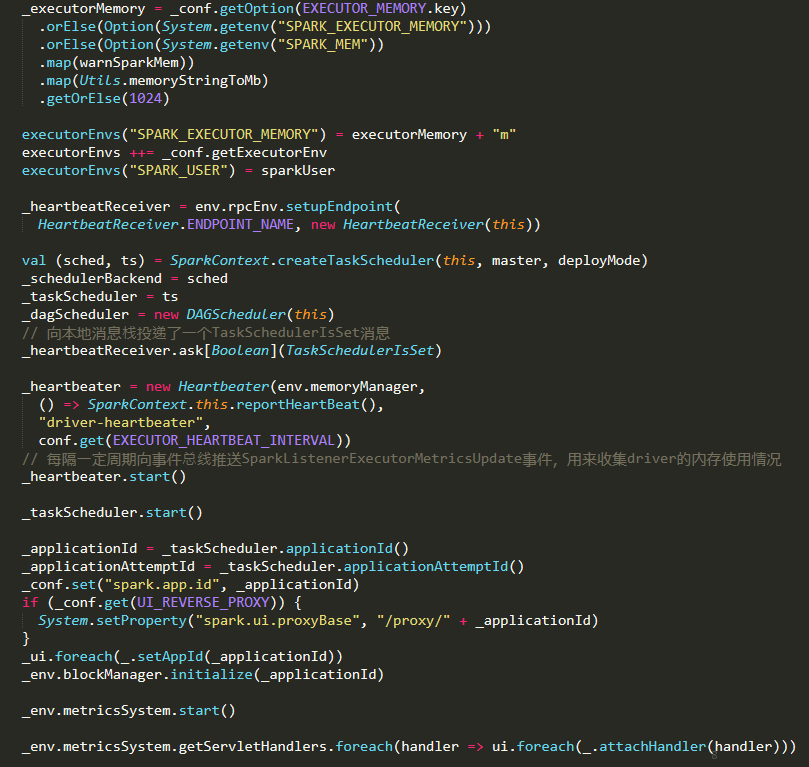 _executorMemory = _conf.getOption(EXECUTOR_MEMORY.key)
.orElse(Option(System.getenv("SPARK_EXECUTOR_MEMORY")))
.orElse(Option(System.getenv("SPARK_MEM"))
.map(warnSparkMem))
.map(Utils.memoryStringToMb)
.getOrElse(1024)
executorEnvs("SPARK_EXECUTOR_MEMORY") = executorMemory + "m"
executorEnvs ++= _conf.getExecutorEnv
executorEnvs("SPARK_USER") = sparkUser
_heartbeatReceiver = env.rpcEnv.setupEndpoint(
HeartbeatReceiver.ENDPOINT_NAME, new HeartbeatReceiver(this))
val (sched, ts) = SparkContext.createTaskScheduler(this, master, deployMode)
_schedulerBackend = sched
_taskScheduler = ts
_dagScheduler = new DAGScheduler(this)
// 向本地消息栈投递了一个TaskSchedulerIsSet消息
_heartbeatReceiver.ask[Boolean](TaskSchedulerIsSet)
_heartbeater = new Heartbeater(env.memoryManager,
() => SparkContext.this.reportHeartBeat(),
"driver-heartbeater",
conf.get(EXECUTOR_HEARTBEAT_INTERVAL))
// 每隔一定周期向事件总线推送SparkListenerExecutorMetricsUpdate事件，用来收集driver的内存使用情况
_heartbeater.start()
_taskScheduler.start()
_applicationId = _taskScheduler.applicationId()
_applicationAttemptId = _taskScheduler.applicationAttemptId()
_conf.set("spark.app.id", _applicationId)
if (_conf.get(UI_REVERSE_PROXY)) {
System.setProperty("spark.ui.proxyBase", "/proxy/" + _applicationId)
}
_ui.foreach(_.setAppId(_applicationId))
_env.blockManager.initialize(_applicationId)
_env.metricsSystem.start()
_env.metricsSystem.getServletHandlers.foreach(handler => ui.foreach(_.attachHandler(handler)))